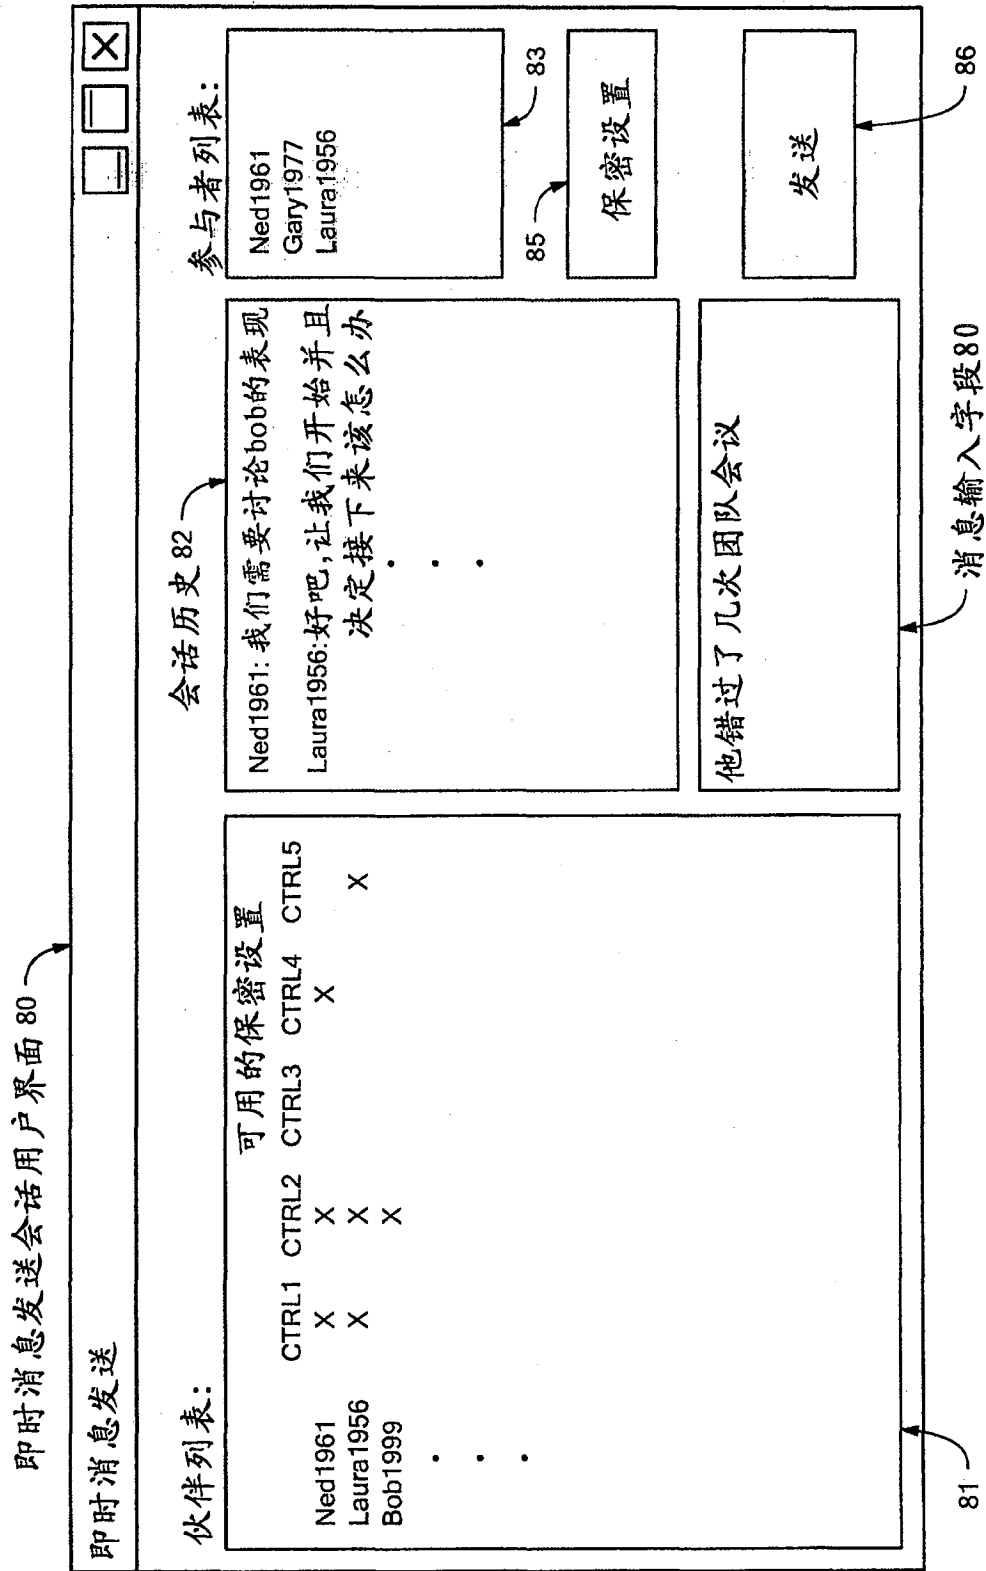 即时消息发送会话用户界面 80
即时消息发送
伙伴列表:
可用的保密设置
CTRL1 CTRL2 CTRL3 CTRL4 CTRL5
Ned1961 X X X
Laura1956 X X X
Bob1999 X
81
会话历史 82
Ned1961: 我们需要讨论bob的表现
Laura1956:好吧,让我们开始并且
决定接下来该怎么办
他错过了几次团队会议
消息输入字段80
参与者列表:
Ned1961
Gary1977
Laura1956
83
85
保密设置
发送
86